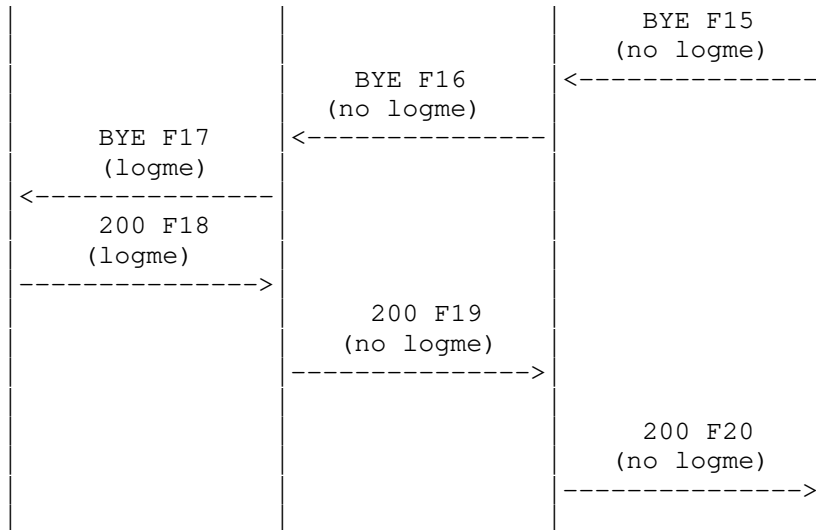 BYE F15
(no logme)
BYE F16
(no logme)
BYE F17
(logme)
200 F18
(logme)
200 F19
(no logme)
200 F20
(no logme)